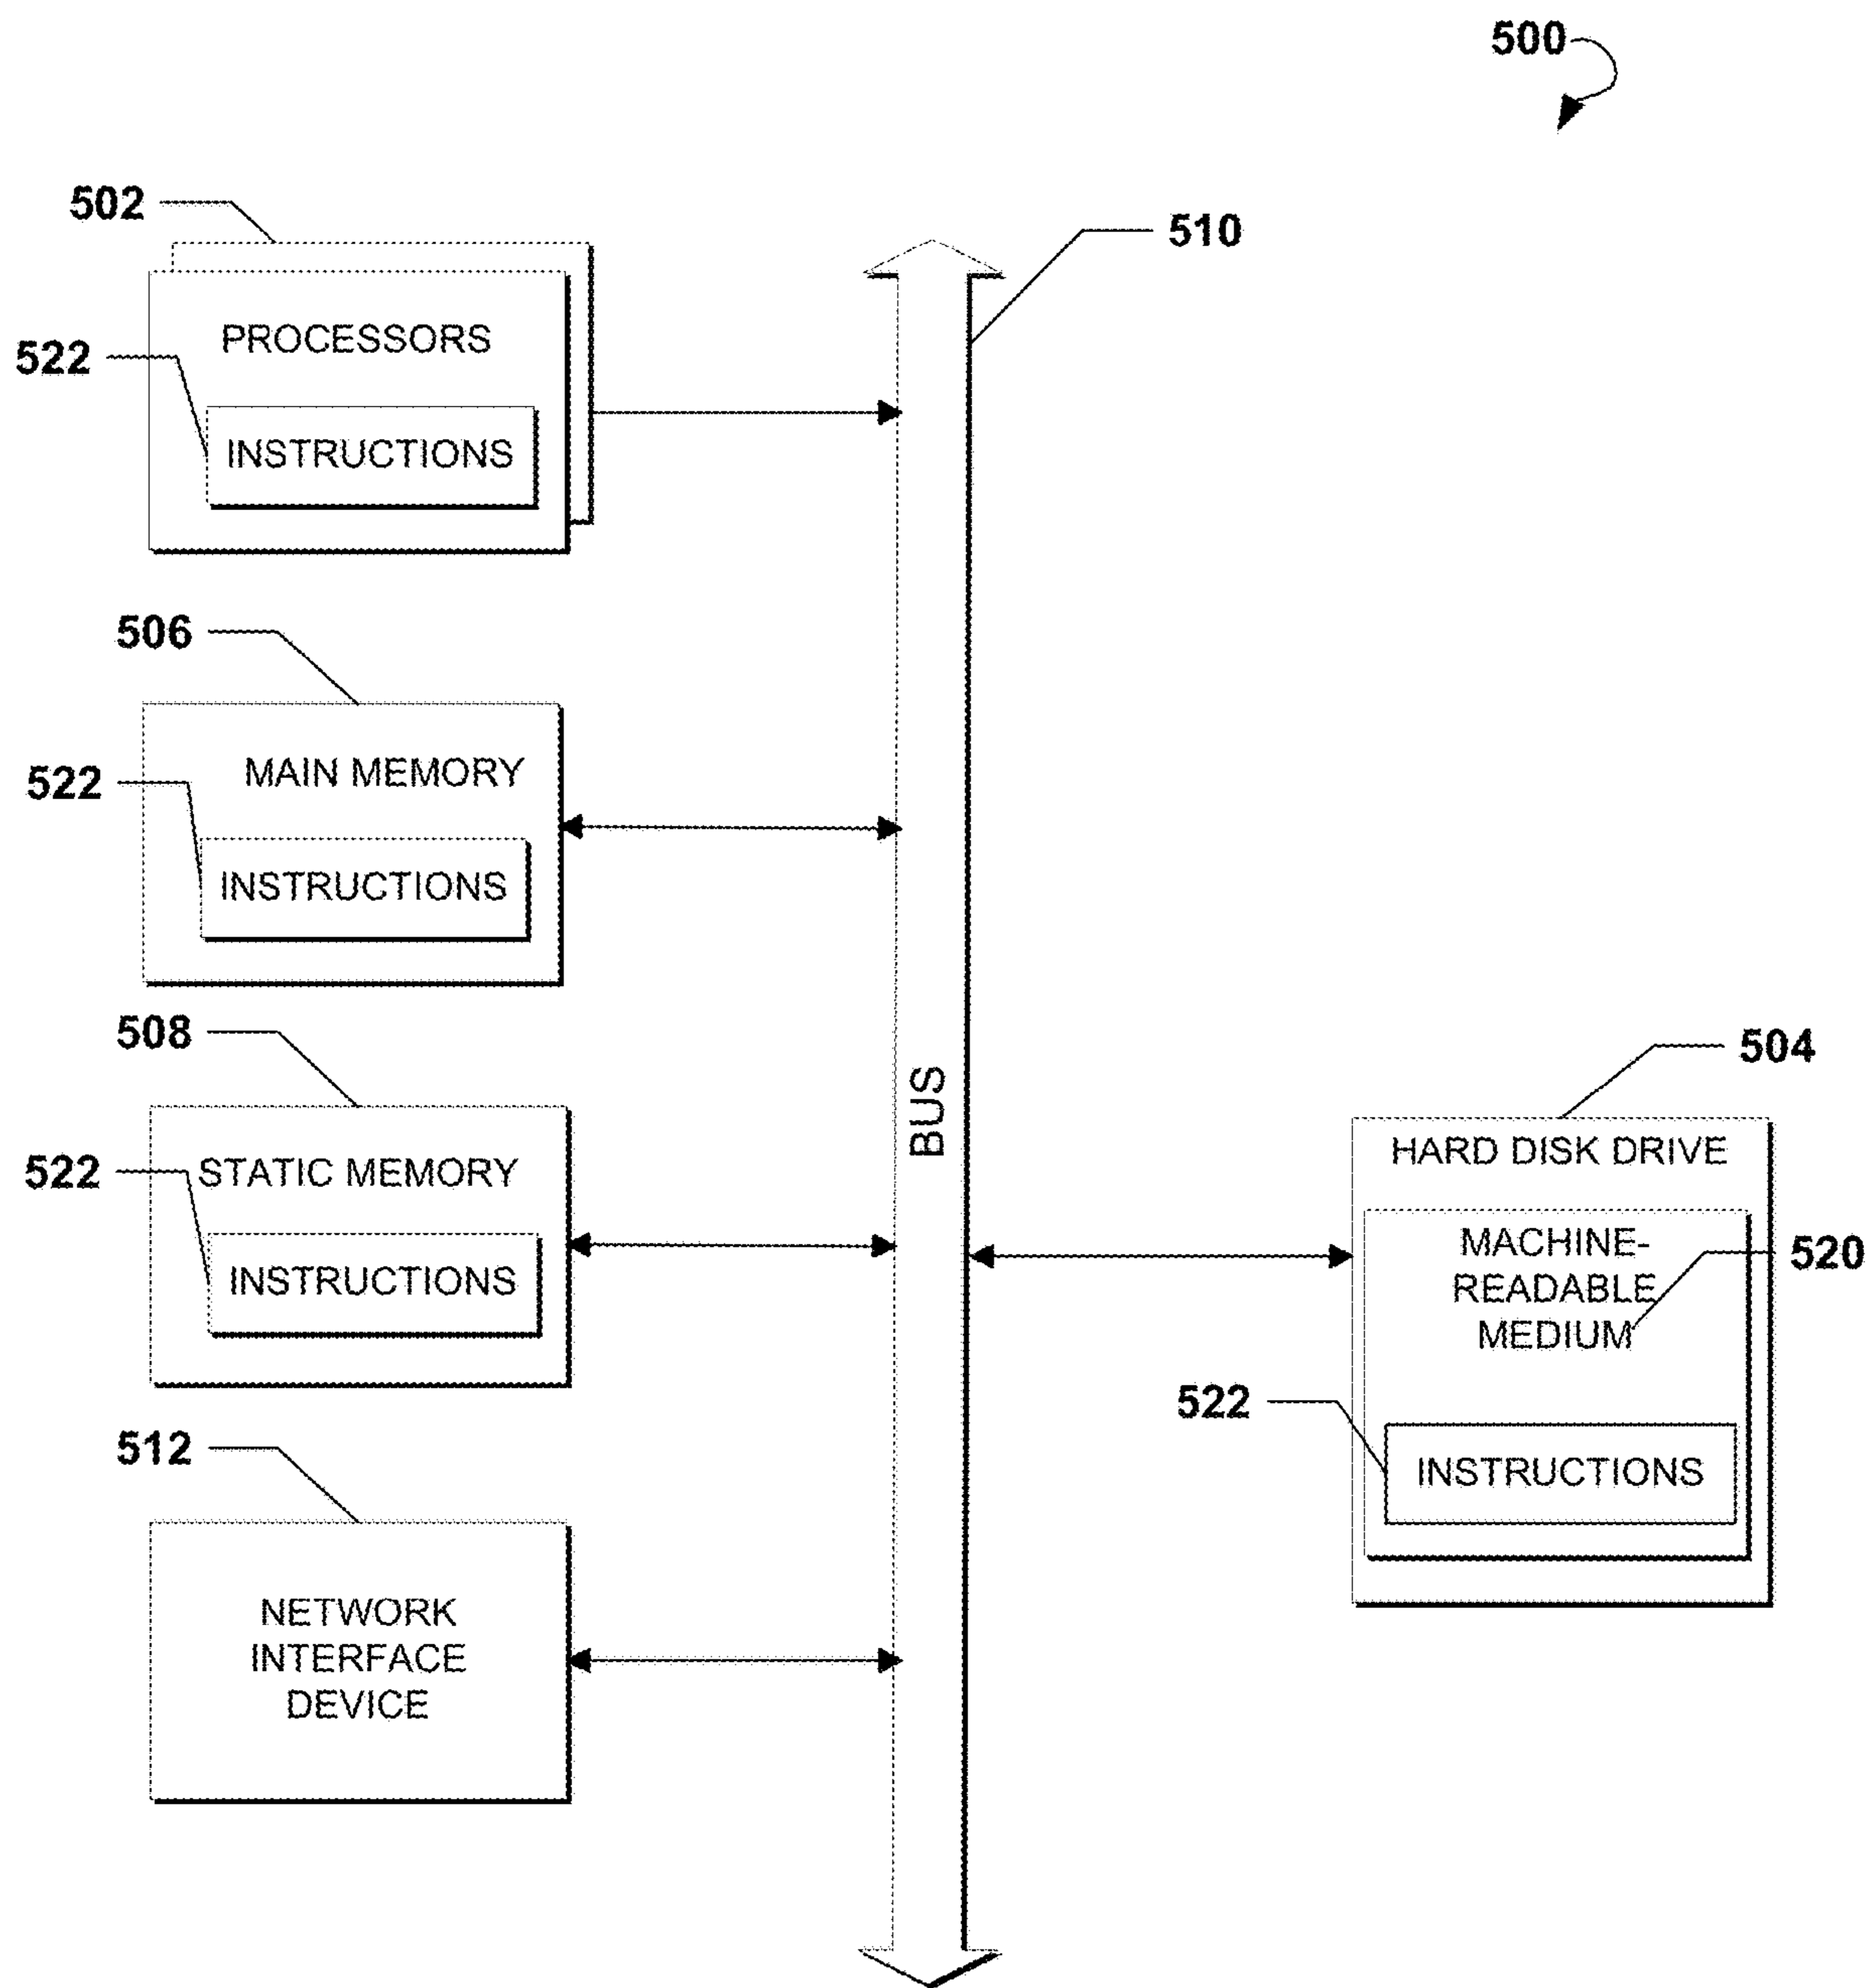 500
502
510
PROCESSORS
522
INSTRUCTIONS
506
MAIN MEMORY
522
INSTRUCTIONS
508
STATIC MEMORY
522
INSTRUCTIONS
BUS
504
HARD DISK DRIVE
MACHINE-
READABLE
MEDIUM
520
522
INSTRUCTIONS
512
NETWORK
INTERFACE
DEVICE